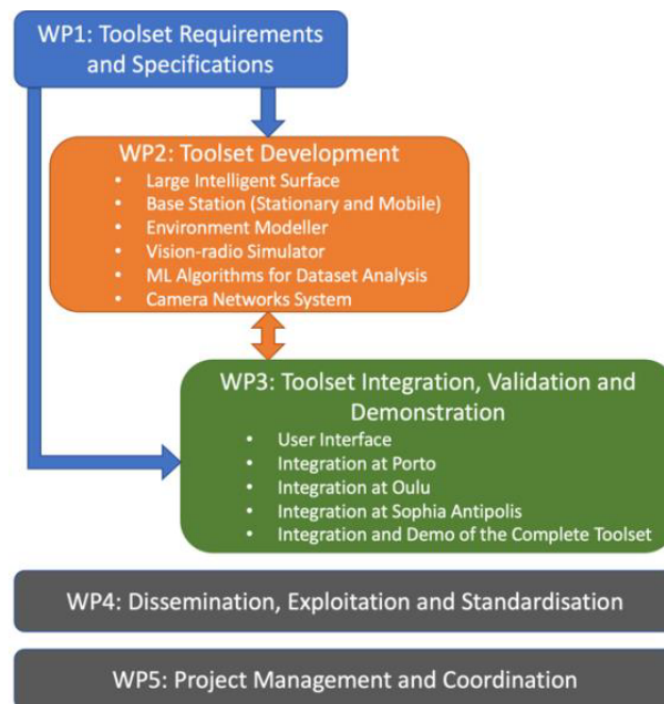 WP1: Toolset Requirements
and Specifications
WP2: Toolset Development
• Large Intelligent Surface
• Base Station (Stationary and Mobile)
• Environment Modeller
• Vision-radio Simulator
• ML Algorithms for Dataset Analysis
• Camera Networks System
WP3: Toolset Integration, Validation and
Demonstration
• User Interface
• Integration at Porto
• Integration at Oulu
• Integration at Sophia Antipolis
• Integration and Demo of the Complete Toolset
WP4: Dissemination, Exploitation and Standardisation
WP5: Project Management and Coordination